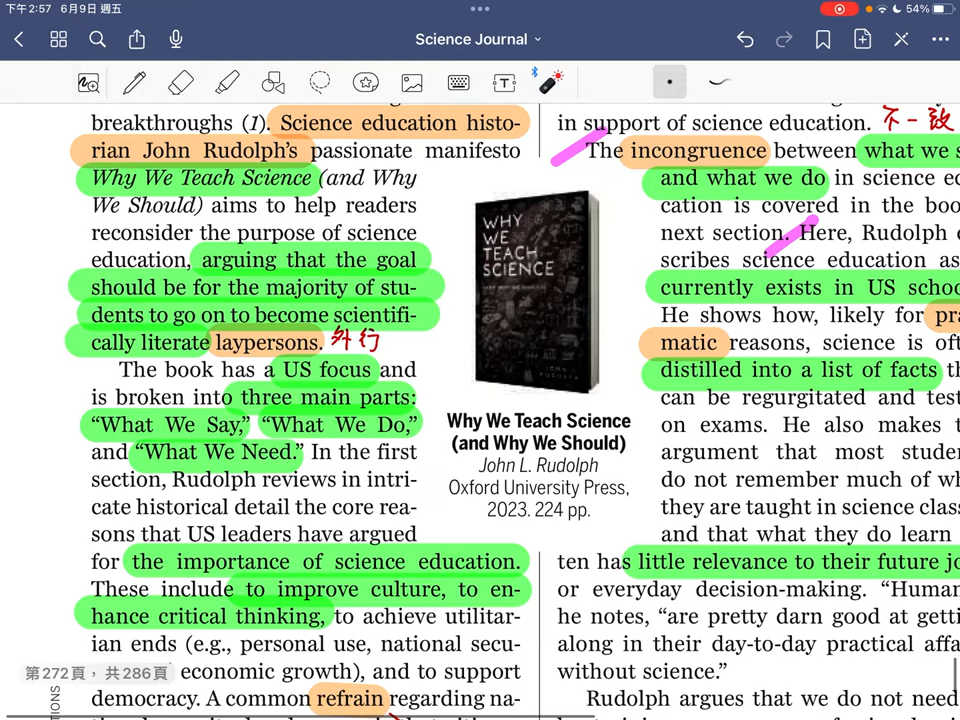 下午2:57 6月9日 週五
54%
Science Journal
breakthroughs (1). Science education histo-
rian John Rudolph's passionate manifesto
Why We Teach Science (and Why
We Should) aims to help readers
reconsider the purpose of science
education, arguing that the goal
should be for the majority of stu-
dents to go on to become scientifi-
cally literate laypersons. 外行
The book has a US focus and
is broken into three main parts:
“What We Say,” “What We Do,”
and “What We Need.” In the first
section, Rudolph reviews in intri-
cate historical detail the core rea-
sons that US leaders have argued
for the importance of science education.
These include to improve culture, to en-
hance critical thinking, to achieve utilitar-
ian ends (e.g., personal use, national secu-
economic growth), and to support
democracy. A common refrain regarding na-
第272頁，共286頁
TIONS
WHY
WE
TEACH
SCIENCE
Why We Teach Science
(and Why We Should)
John L. Rudolph
Oxford University Press,
2023. 224 pp.
in support of science education. 不一致
The incongruence between what we s
and what we do in science ed
cation is covered in the boo
next section. Here, Rudolph
scribes science education as
currently exists in US schoo
He shows how, likely for pra
matic reasons, science is oft
distilled into a list of facts th
can be regurgitated and test
on exams. He also makes t
argument that most studen
do not remember much of wh
they are taught in science class
and that what they do learn
ten has little relevance to their future jo
or everyday decision-making. “Human
he notes, “are pretty darn good at getti
along in their day-to-day practical affa
without science.”
Rudolph argues that we do not need